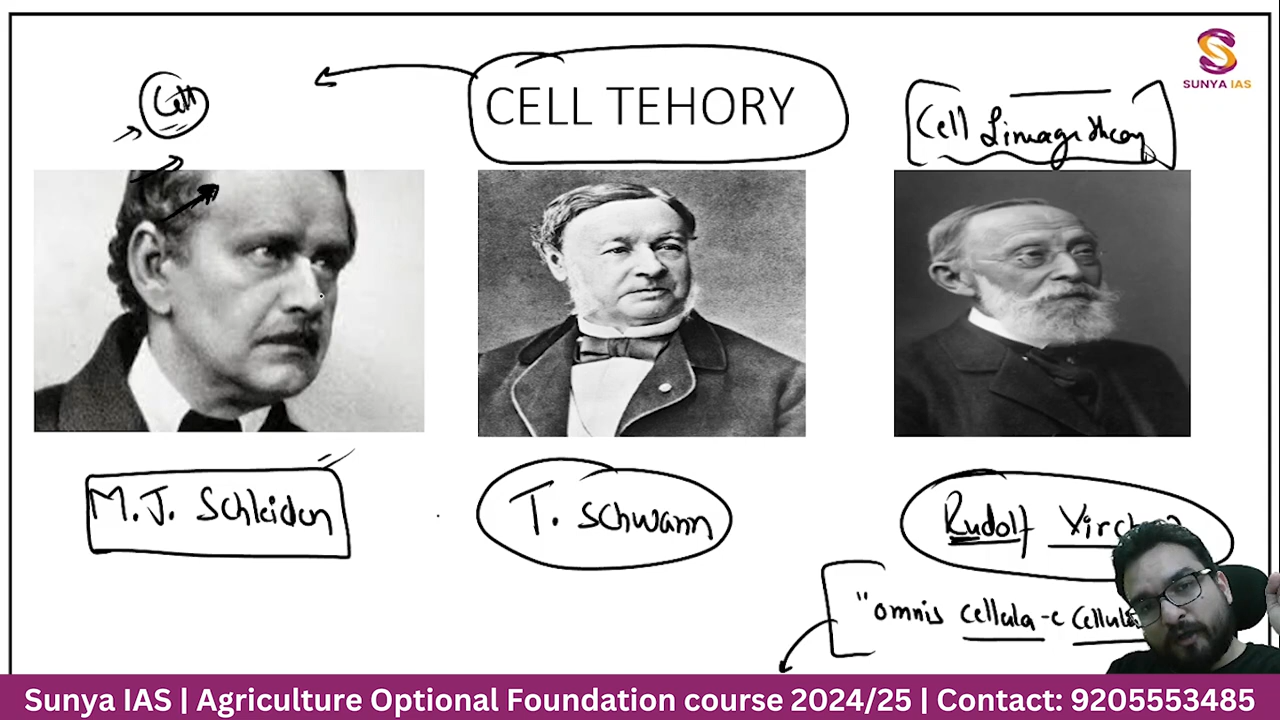 SUNYA IAS
Cell
CELL TEHORY
Cell Lineage theory
M.J. Schleiden
T. Schwann
Rudolf
"omnis cellula-e
Sunya IAS | Agriculture Optional Foundation course 2024/25 | Contact: 9205553485